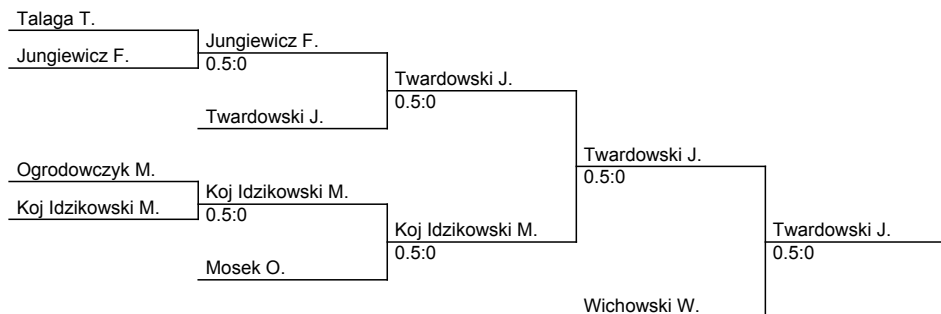 Talaga T.
Jungiewicz F.
Jungiewicz F.
0.5:0
Twardowski J.
0.5:0
Twardowski J.
Ogrodowczyk M.
Koj Idzikowski M.
Koj Idzikowski M.
0.5:0
Koj Idzikowski M.
0.5:0
Mosek O.
Twardowski J.
0.5:0
Twardowski J.
0.5:0
Wichowski W.